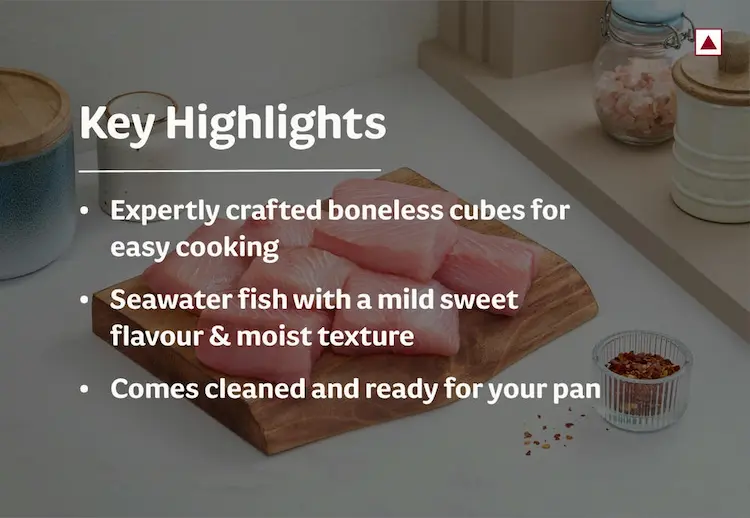 Key Highlights
• Expertly crafted boneless cubes for
easy cooking
• Seawater fish with a mild sweet
flavour & moist texture
• Comes cleaned and ready for your pan